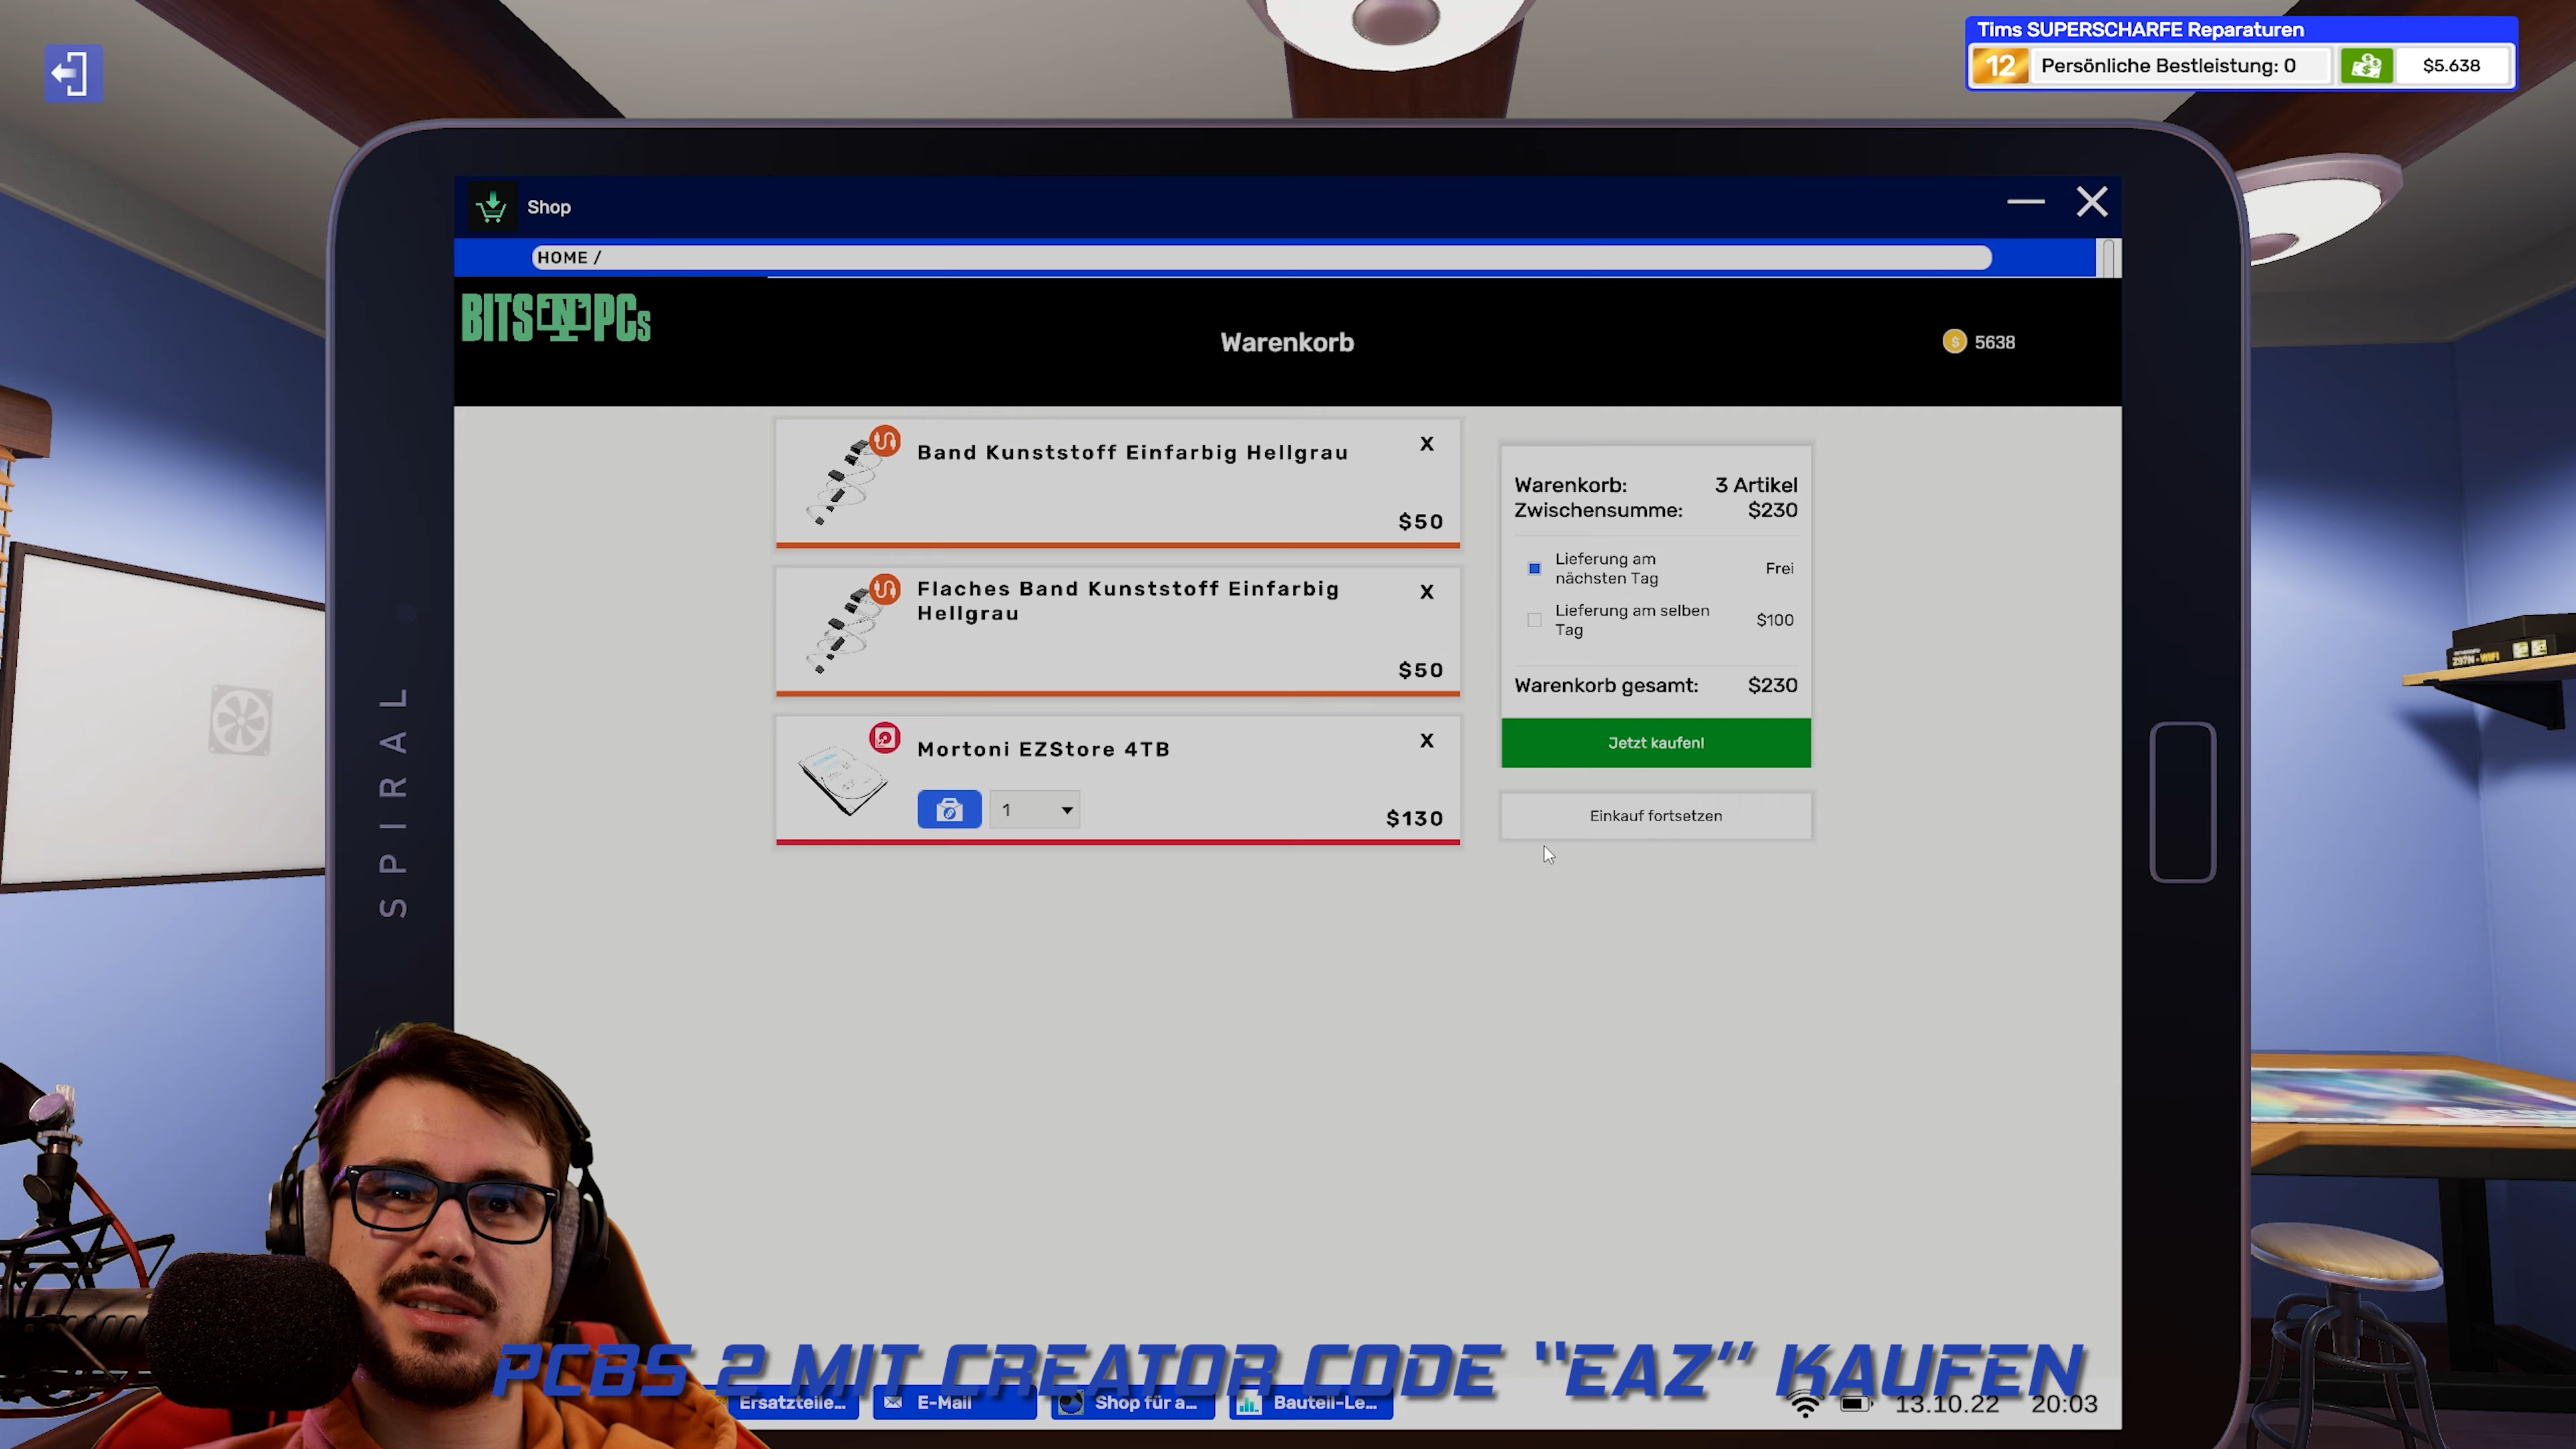 Tims SUPERSCHARFE Reparaturen
12 Persönliche Bestleistung: 0 $5.638
Shop
HOME /
BITS N PCs
Warenkorb
5638
Band Kunststoff Einfarbig Hellgrau X
$50
Flaches Band Kunststoff Einfarbig
Hellgrau
X
$50
Mortoni EZStore 4TB X
1
$130
Warenkorb: 3 Artikel
Zwischensumme: $230
Lieferung am
nächsten Tag
Frei
Lieferung am selben
Tag
$100
Warenkorb gesamt: $230
Jetzt kaufen!
Einkauf fortsetzen
SPIRAL
PCBS 2 MIT CREATOR CODE "EAZ" KAUFEN
Ersatzteile... E-Mail Shop für a... Bauteil-Le... 13.10.22 20:03